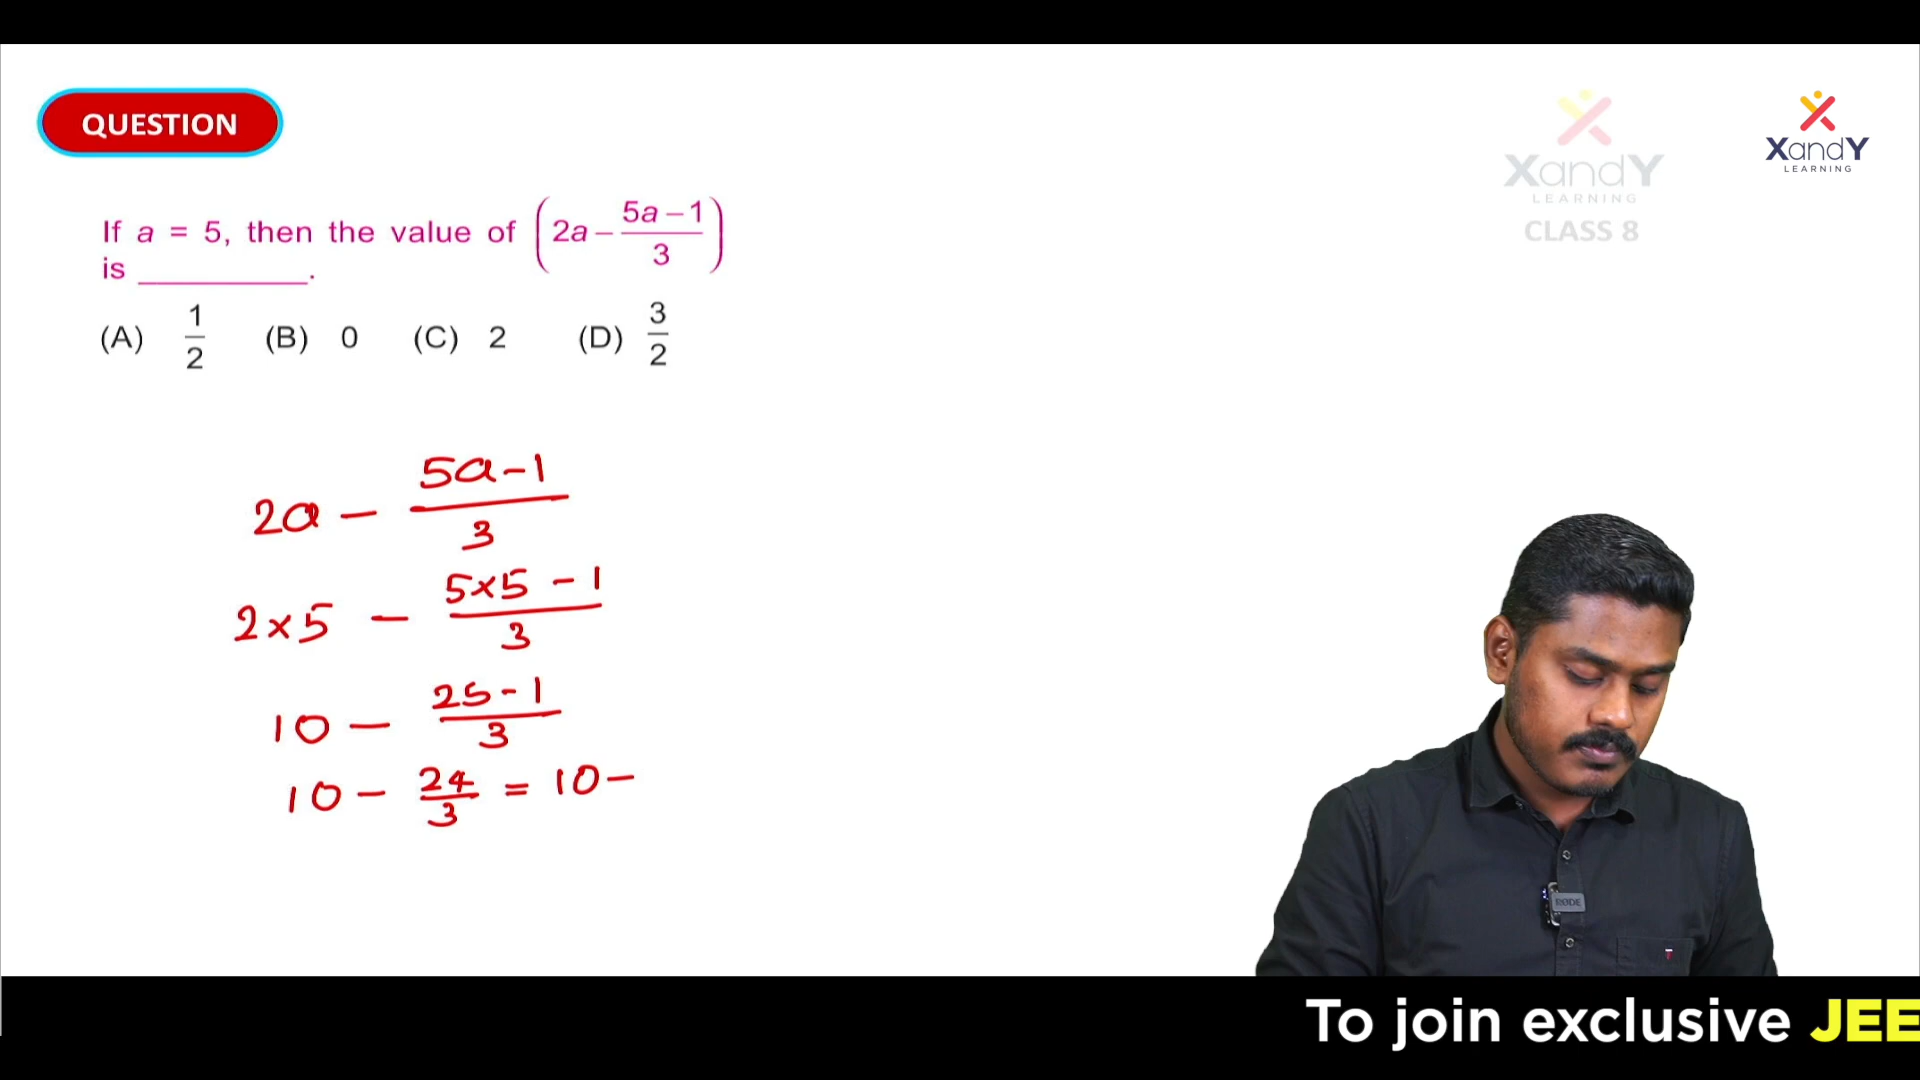 QUESTION
XandY
LEARNING
CLASS 8
XandY
LEARNING
If a = 5, then the value of (2a – (5a – 1)/3)
is __________.
(A) 1/2 (B) 0 (C) 2 (D) 3/2
2a – (5a – 1)/3
2 × 5 – (5×5 – 1)/3
10 – (25 – 1)/3
10 – 24/3 = 10 –
RØDE
To join exclusive JEE